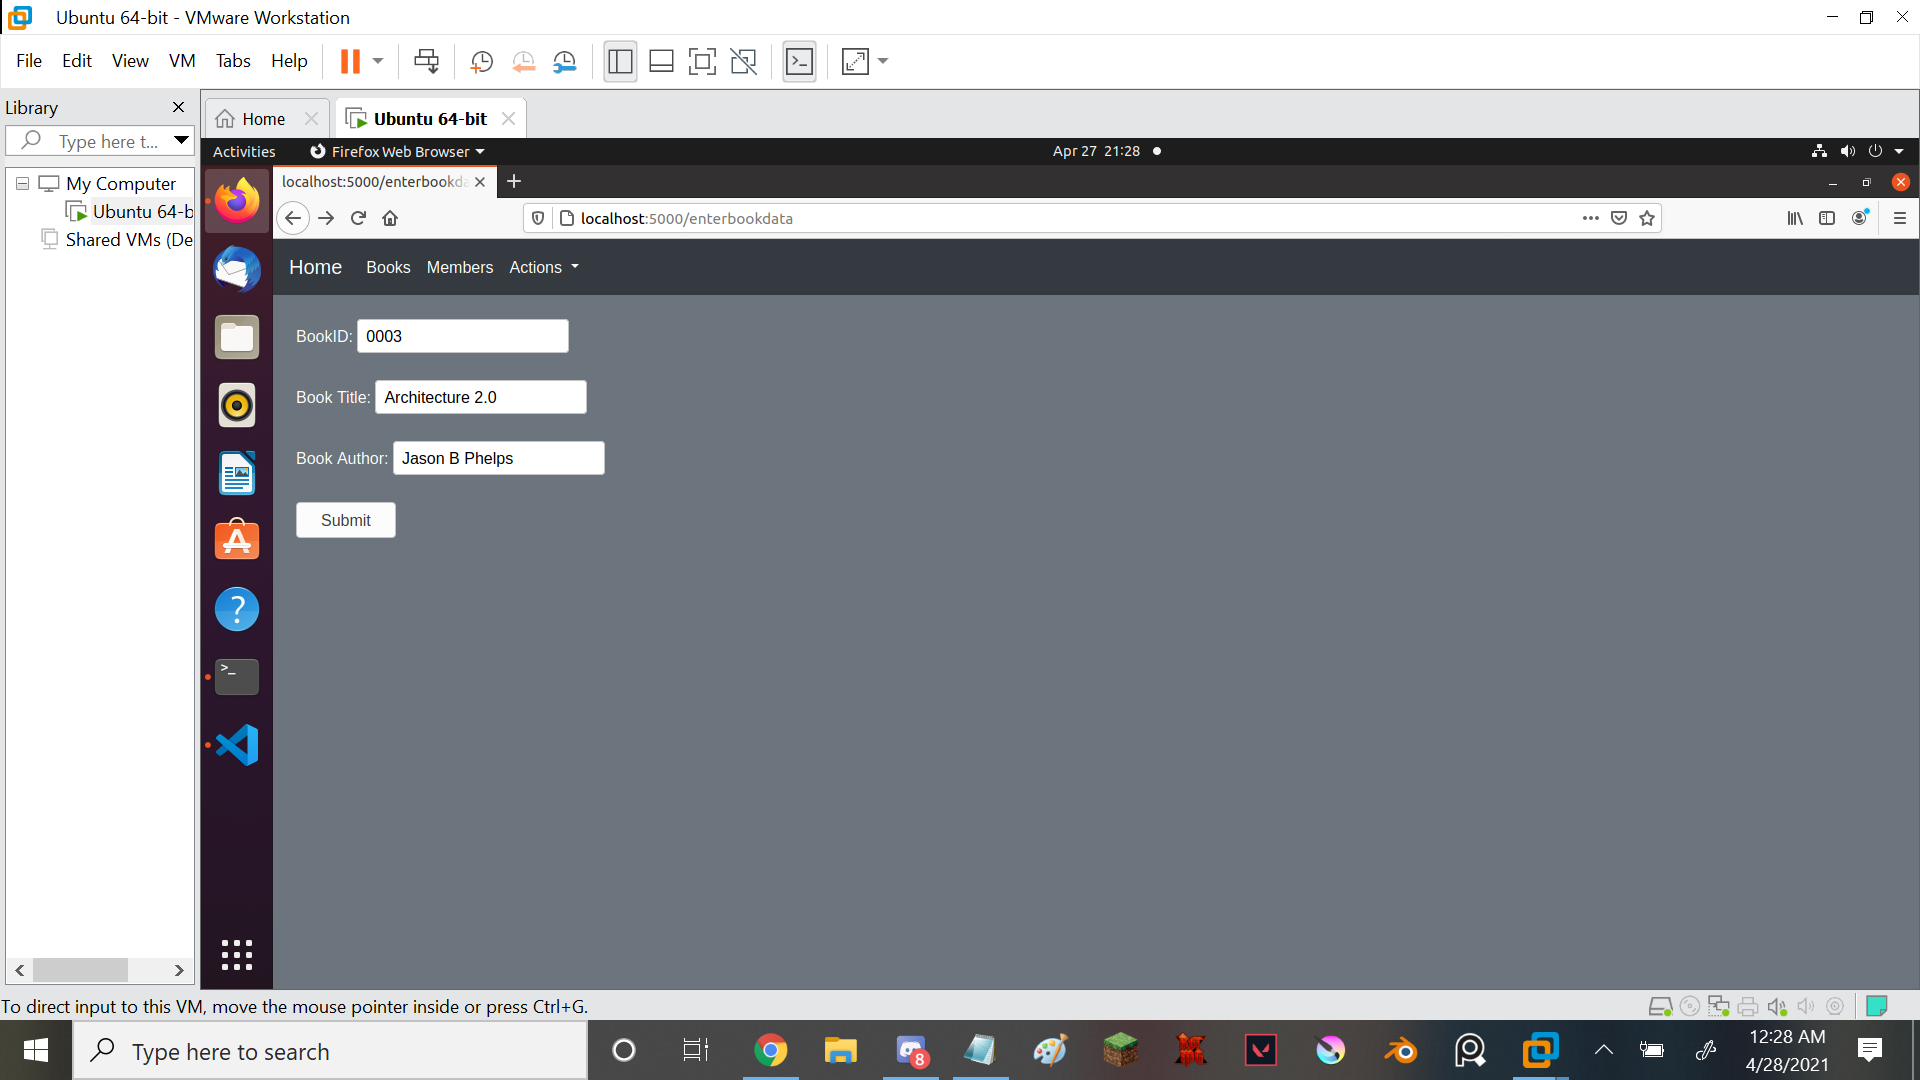 Ubuntu 64-bit - VMware Workstation
File Edit View VM Tabs Help
Library
Type here t...
My Computer
Ubuntu 64-b
Shared VMs (De
Home
Ubuntu 64-bit
Activities
Firefox Web Browser
Apr 27 21:28
localhost:5000/enterbookda
localhost:5000/enterbookdata
Home Books Members Actions
BookID: 0003
Book Title: Architecture 2.0
Book Author: Jason B Phelps
Submit
To direct input to this VM, move the mouse pointer inside or press Ctrl+G.
Type here to search
8
12:28 AM
4/28/2021